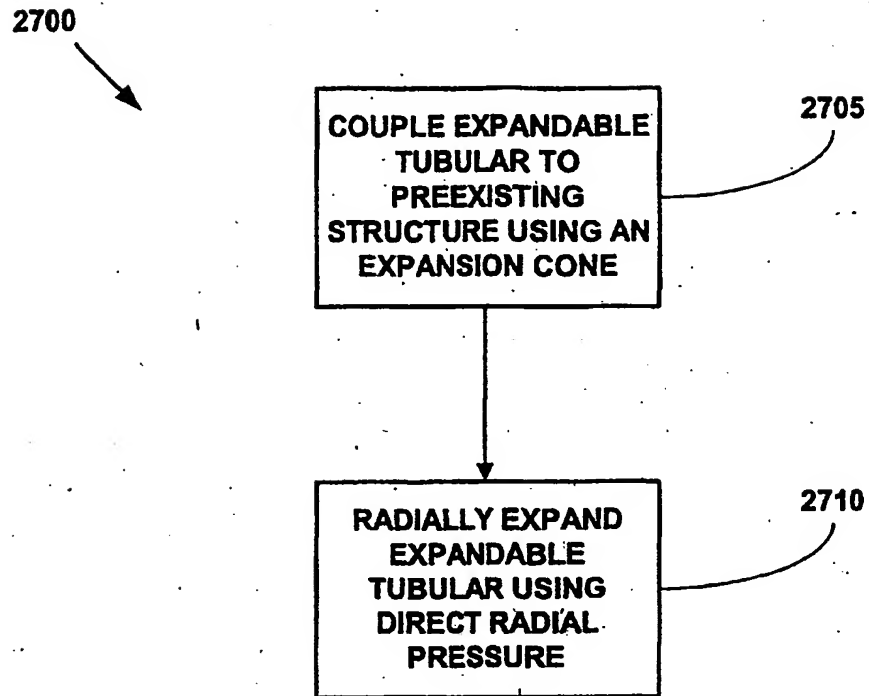 2700
COUPLE EXPANDABLE
TUBULAR TO
PREEXISTING
STRUCTURE USING AN
EXPANSION CONE
2705
RADIALLY EXPAND
EXPANDABLE
TUBULAR USING
DIRECT RADIAL
PRESSURE
2710